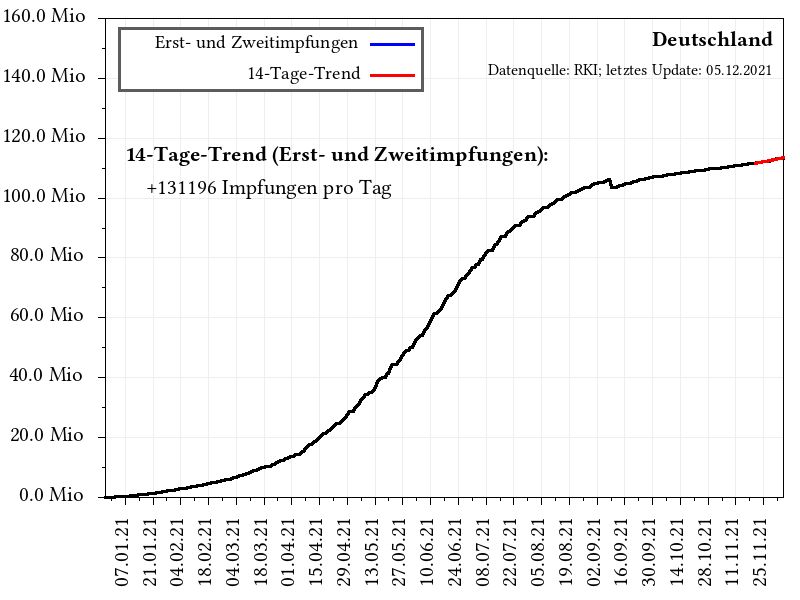 160.0 Mio
140.0 Mio
120.0 Mio
100.0 Mio
80.0 Mio
60.0 Mio
40.0 Mio
20.0 Mio
0.0 Mio
Erst- und Zweitimpfungen
14-Tage-Trend
Deutschland
Datenquelle: RKI; letztes Update: 05.12.2021
14-Tage-Trend (Erst- und Zweitimpfungen):
+131196 Impfungen pro Tag
07.01.21
21.01.21
04.02.21
18.02.21
04.03.21
18.03.21
01.04.21
15.04.21
29.04.21
13.05.21
27.05.21
10.06.21
24.06.21
08.07.21
22.07.21
05.08.21
19.08.21
02.09.21
16.09.21
30.09.21
14.10.21
28.10.21
11.11.21
25.11.21